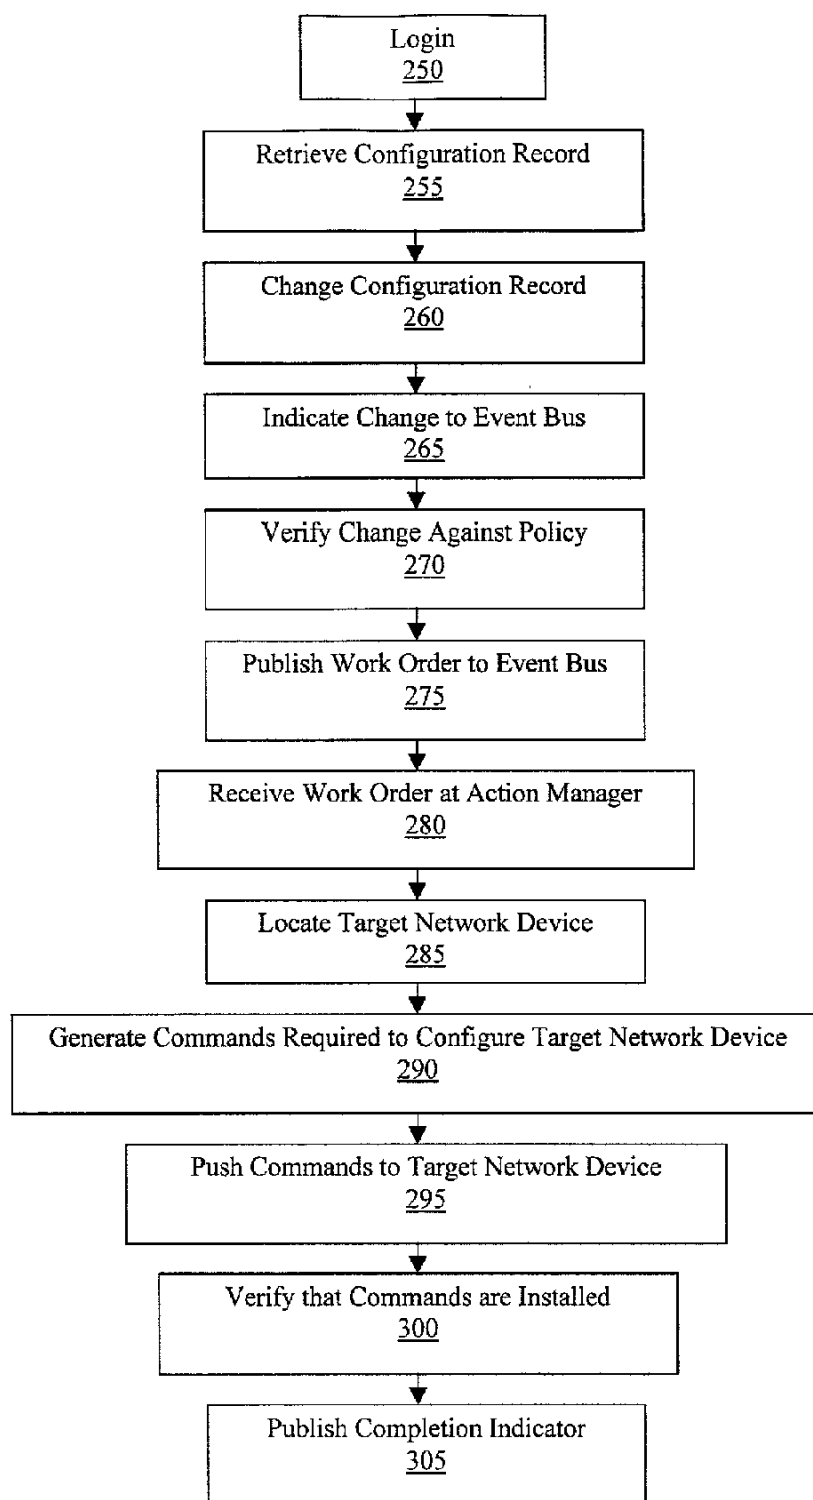 Login
250
Retrieve Configuration Record
255
Change Configuration Record
260
Indicate Change to Event Bus
265
Verify Change Against Policy
270
Publish Work Order to Event Bus
275
Receive Work Order at Action Manager
280
Locate Target Network Device
285
Generate Commands Required to Configure Target Network Device
290
Push Commands to Target Network Device
295
Verify that Commands are Installed
300
Publish Completion Indicator
305